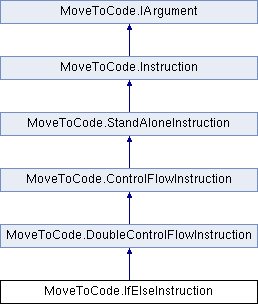 MoveToCode.IArgument
MoveToCode.Instruction
MoveToCode.StandAloneInstruction
MoveToCode.ControlFlowInstruction
MoveToCode.DoubleControlFlowInstruction
MoveToCode.IfElseInstruction